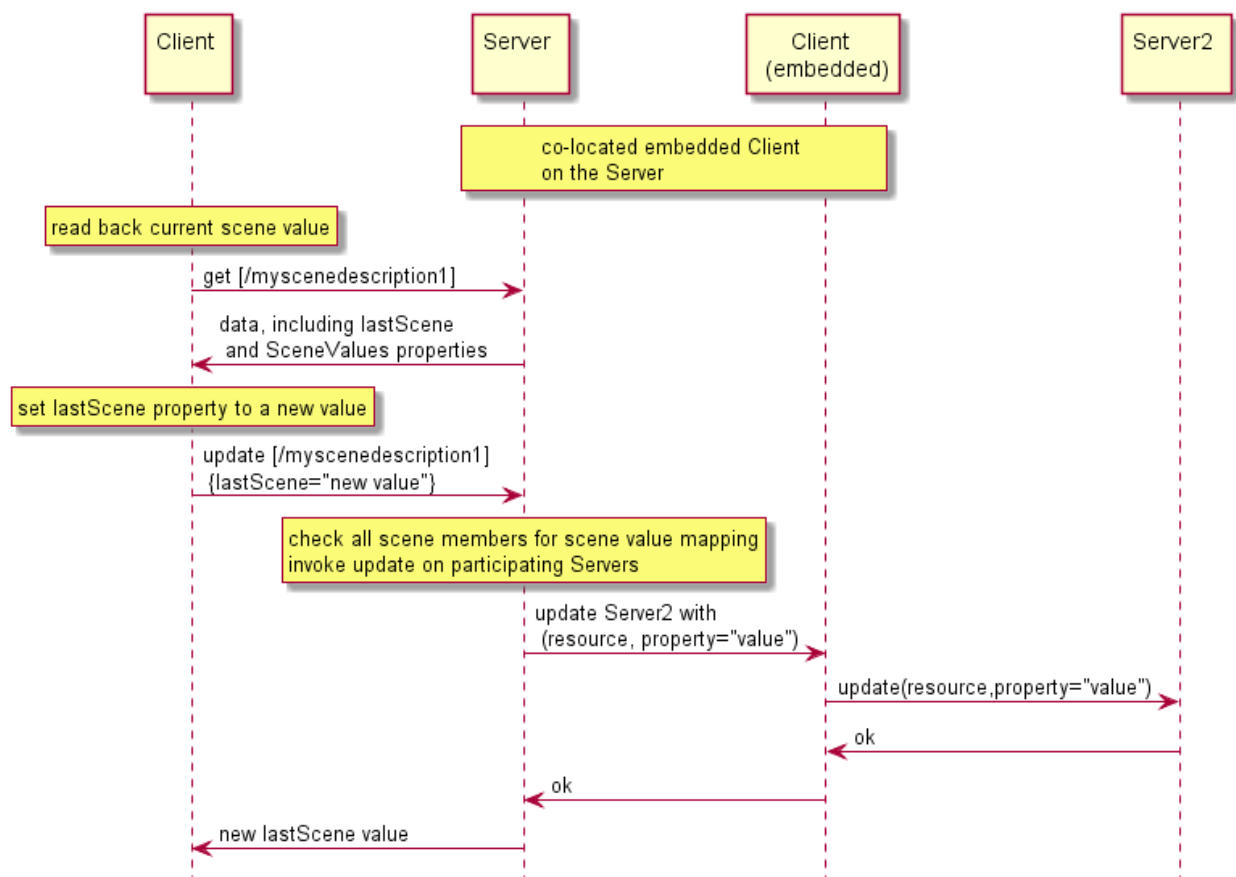 Client
Server
Client
(embedded)
Server2
co-located embedded Client
on the Server
read back current scene value
get [/myscenedescription1]
data, including lastScene
and SceneValues properties
set lastScene property to a new value
update [/myscenedescription1]
{lastScene="new value"}
check all scene members for scene value mapping
invoke update on participating Servers
update Server2 with
(resource, property="value")
update(resource,property="value")
ok
ok
new lastScene value